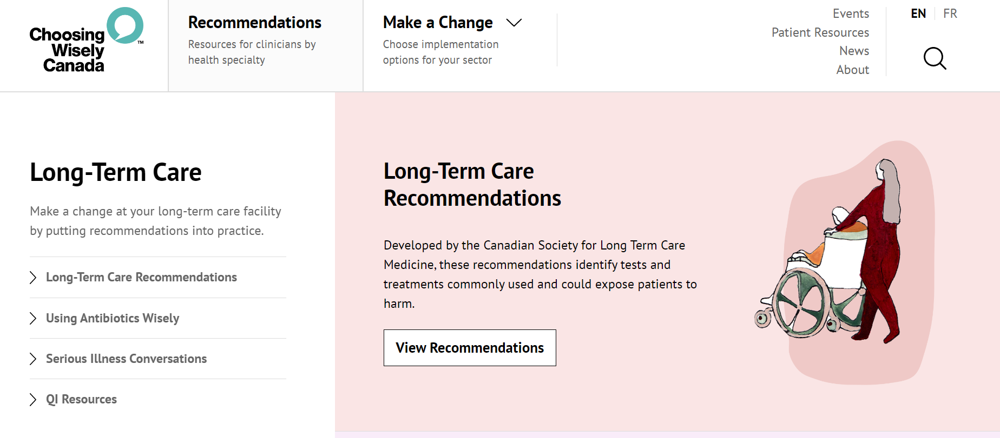 Choosing
Wisely
Canada
™
Recommendations
Resources for clinicians by
health specialty
Make a Change
Choose implementation
options for your sector
Events
Patient Resources
News
About
EN
FR
Long-Term Care
Make a change at your long-term care facility
by putting recommendations into practice.
Long-Term Care Recommendations
Using Antibiotics Wisely
Serious Illness Conversations
QI Resources
Long-Term Care
Recommendations
Developed by the Canadian Society for Long Term Care
Medicine, these recommendations identify tests and
treatments commonly used and could expose patients to
harm.
View Recommendations